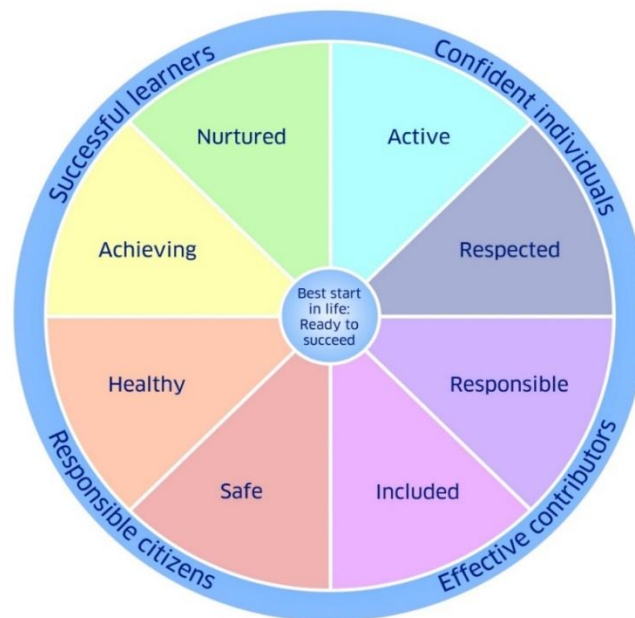 Successful learners
Confident individuals
Nurtured
Active
Achieving
Respected
Best start
in life:
Ready to
succeed
Healthy
Responsible
Safe
Included
Responsible citizens
Effective contributors